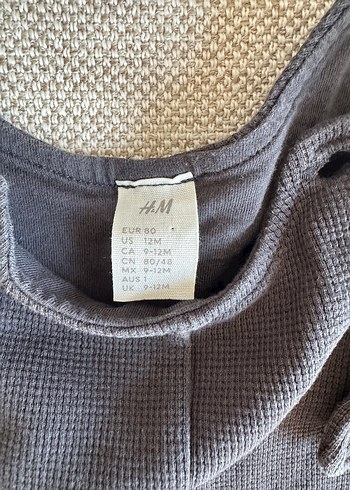 H&M
EUR 80
US 12M
CA 9-12M
CN 80/48
MX 9-12M
AUS 1
UK 9-12M